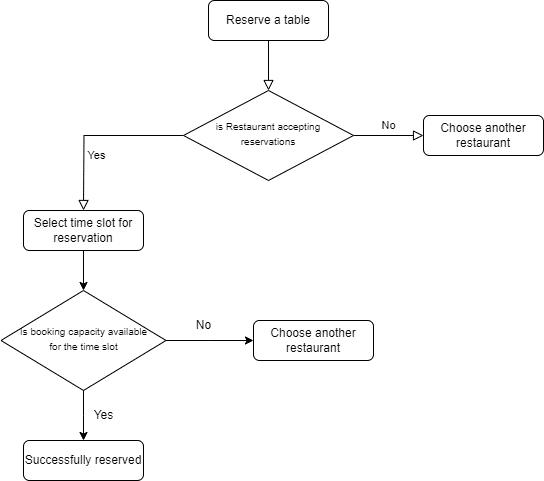 Reserve a table
is Restaurant accepting
reservations
No
Choose another
restaurant
Yes
Select time slot for
reservation
Is booking capacity available
for the time slot
No
Choose another
restaurant
Yes
Successfully reserved